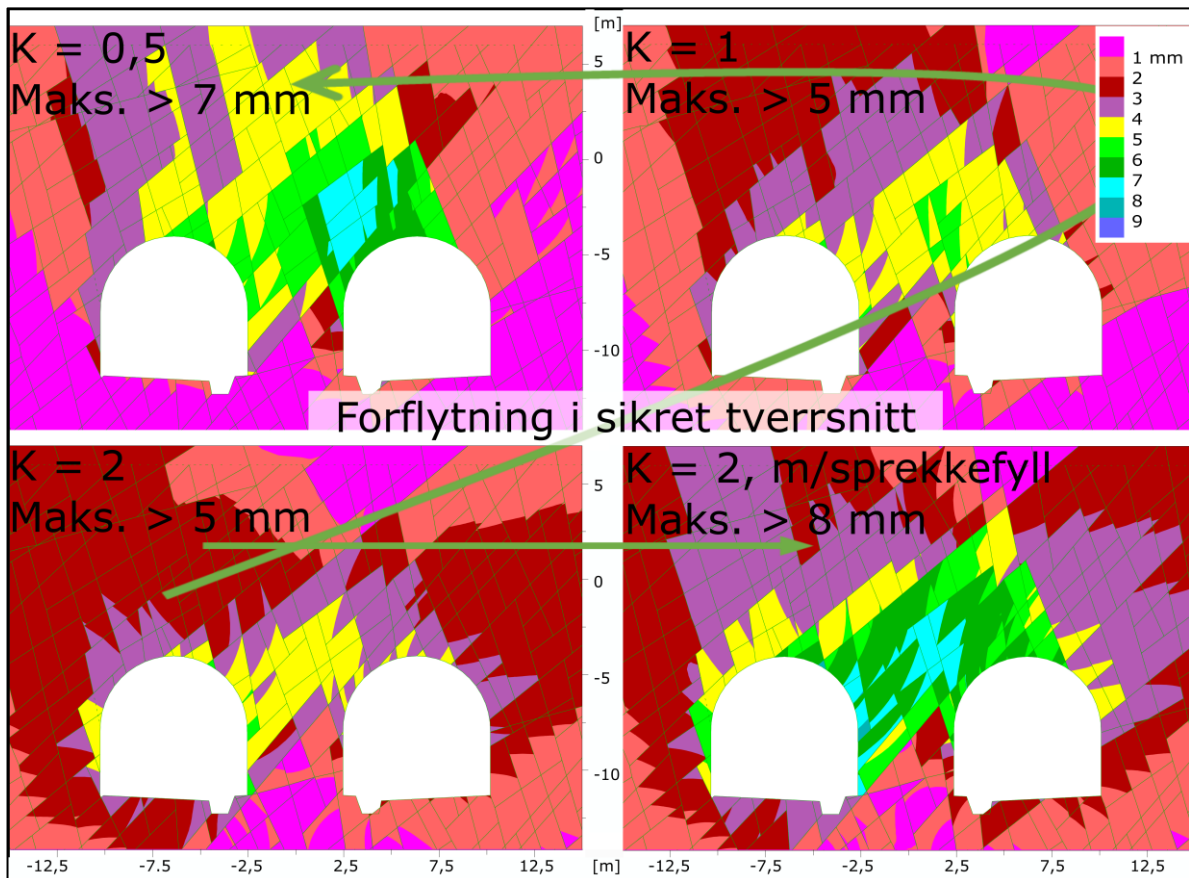 [m]
K = 0,5
Maks. > 7 mm
K = 1
Maks. > 5 mm
1 mm
2
3
4
5
6
7
8
9
5
0
-5
-10
Forflytning i sikret tverrsnitt
K = 2
Maks. > 5 mm
K = 2, m/sprekkefyll
Maks. > 8 mm
5
0
-5
-10
-12,5 -7,5 -2,5 2,5 7,5 12,5 [m] -12,5 -7,5 -2,5 2,5 7,5 12,5